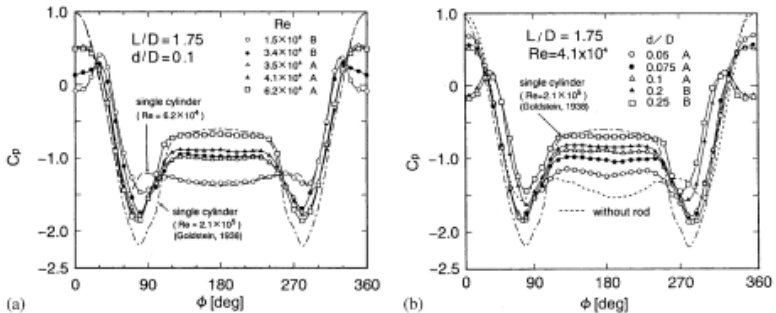 1.0
L/D=1.75
d/D=0.1
Re
1.5×10⁴ B
3.4×10⁴ B
3.5×10⁴ A
4.1×10⁴ A
6.2×10⁴ A
0
single cylinder
( Re = 6.2×10⁴ )
Cp
-1.0
single cylinder
( Re = 2.1×10⁵ )
(Goldstein, 1938)
-2.0
-2.5
0 90 180 270 360
(a)
ϕ [deg]
1.0
L/D = 1.75
Re=4.1x10⁴
d/D
0.05 A
0.075 A
0.1 A
0.2 B
0.25 B
0
single cylinder
(Re=2.1×10⁵)
(Goldstein, 1938)
Cp
-1.0
without rod
-2.0
-2.5
0 90 180 270 360
(b)
ϕ [deg]